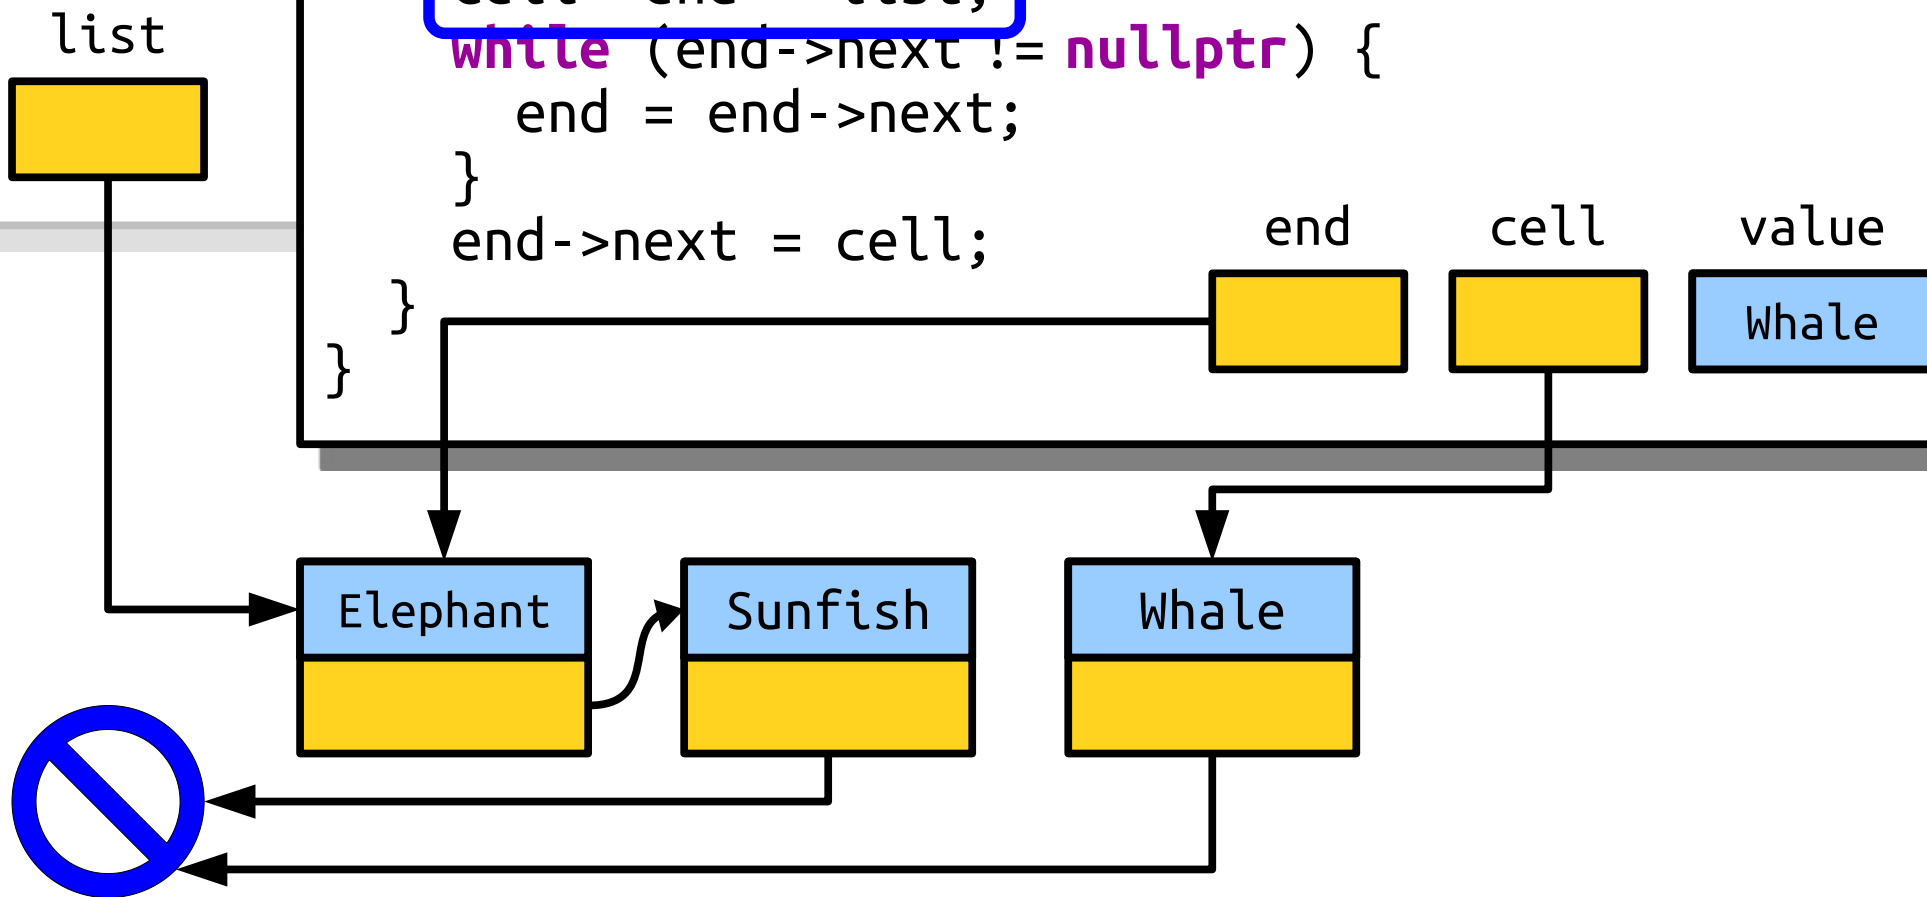 list
while (end->next != nullptr) {
end = end->next;
}
end->next = cell;
}
}
end
cell
value
Whale
Elephant
Sunfish
Whale